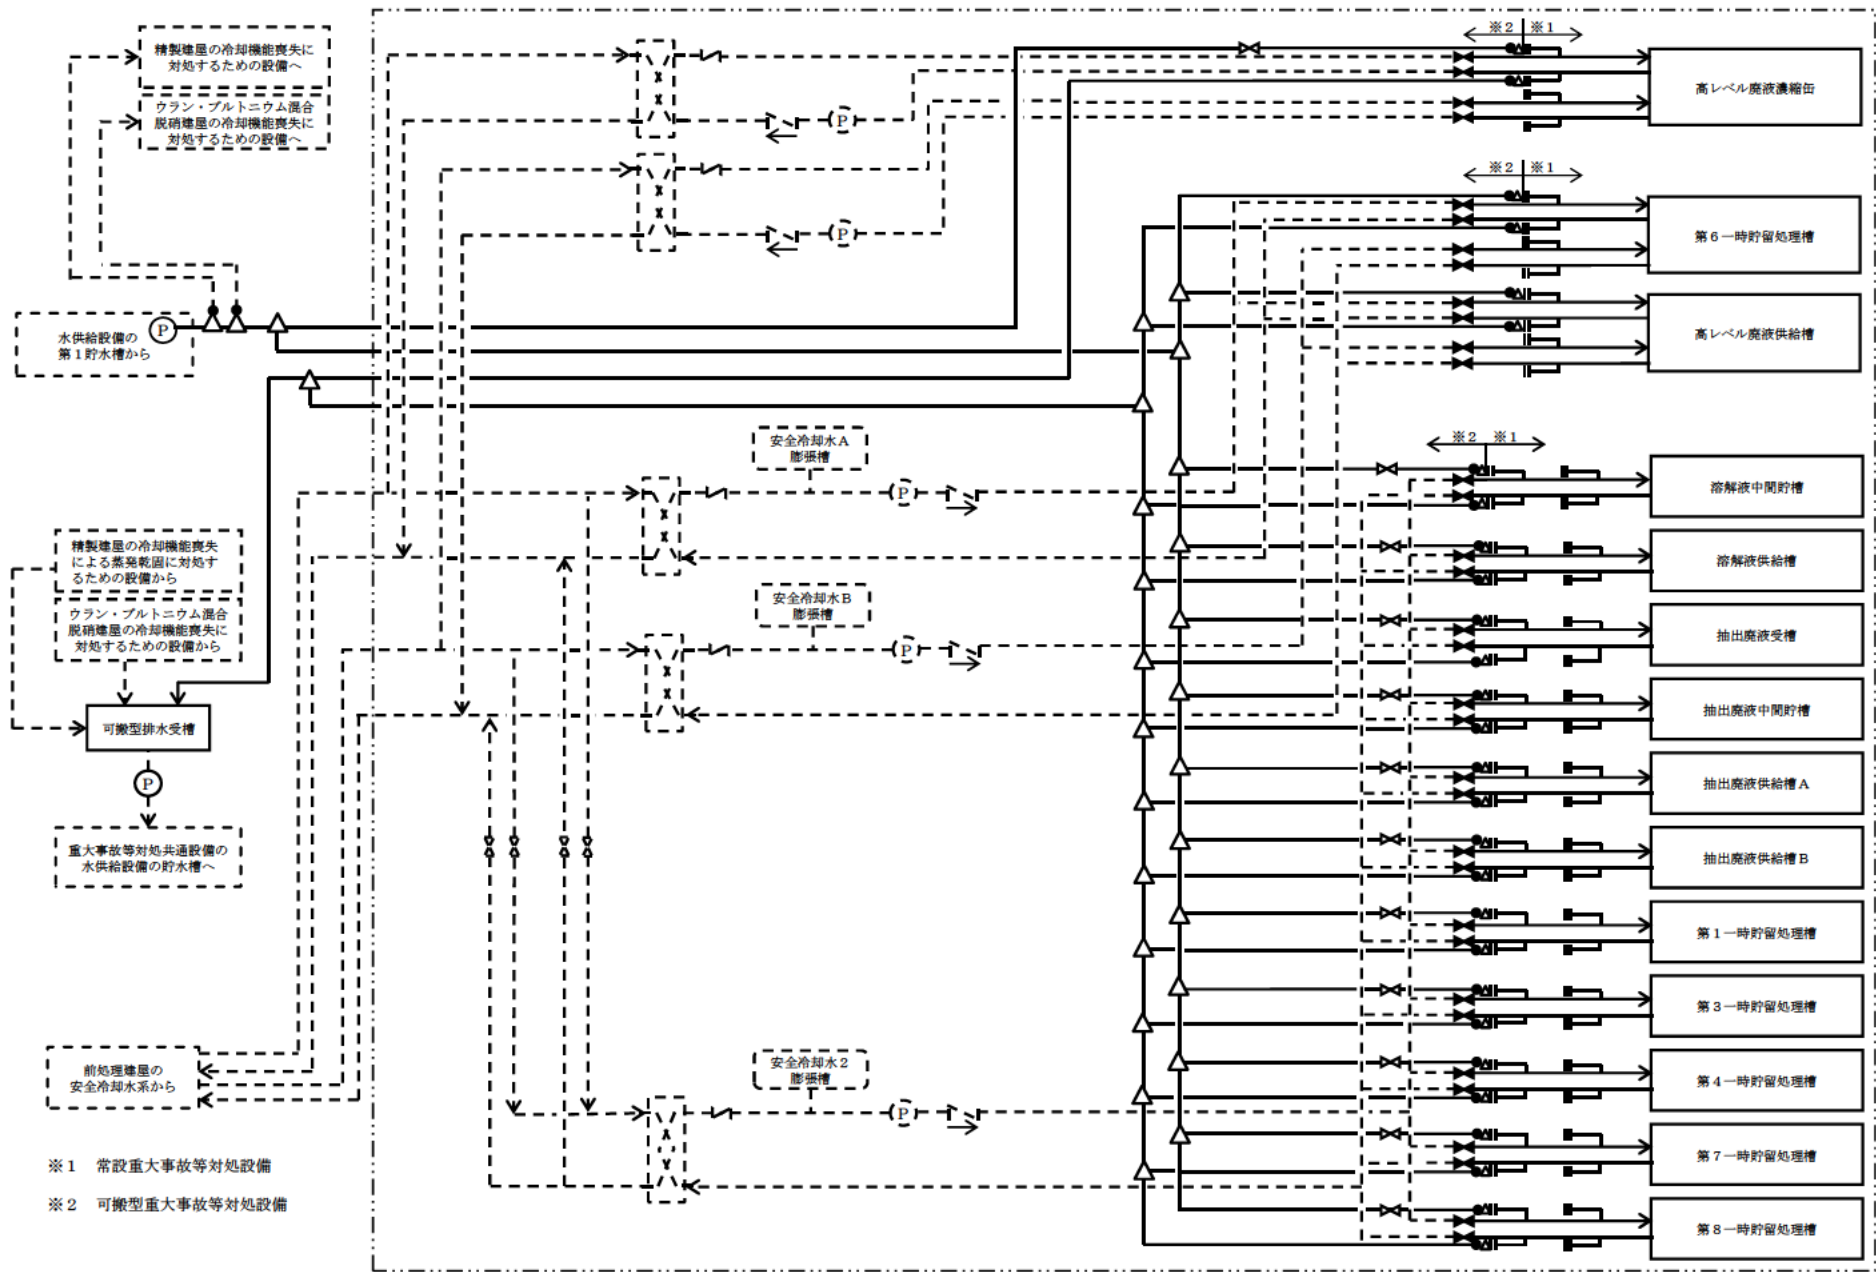 精製建屋の冷却機能喪失に
対処するための設備へ
ウラン・プルトニウム混合
脱硝建屋の冷却機能喪失に
対処するための設備へ
P
水供給設備の
第1貯水槽から
精製建屋の冷却機能喪失
による蒸発乾固に対処す
るための設備から
ウラン・プルトニウム混合
脱硝建屋の冷却機能喪失に
対処するための設備から
可搬型排水受槽
P
重大事故等対処共通設備の
水供給設備の貯水槽へ
前処理建屋の
安全冷却水系から
※1 常設重大事故等対処設備
※2 可搬型重大事故等対処設備
P
P
安全冷却水A
膨張槽
P
安全冷却水B
膨張槽
P
安全冷却水2
膨張槽
P
※2 ※1
高レベル廃液濃縮缶
※2 ※1
第6一時貯留処理槽
高レベル廃液供給槽
※2 ※1
溶解液中間貯槽
溶解液供給槽
抽出廃液受槽
抽出廃液中間貯槽
抽出廃液供給槽A
抽出廃液供給槽B
第1一時貯留処理槽
第3一時貯留処理槽
第4一時貯留処理槽
第7一時貯留処理槽
第8一時貯留処理槽